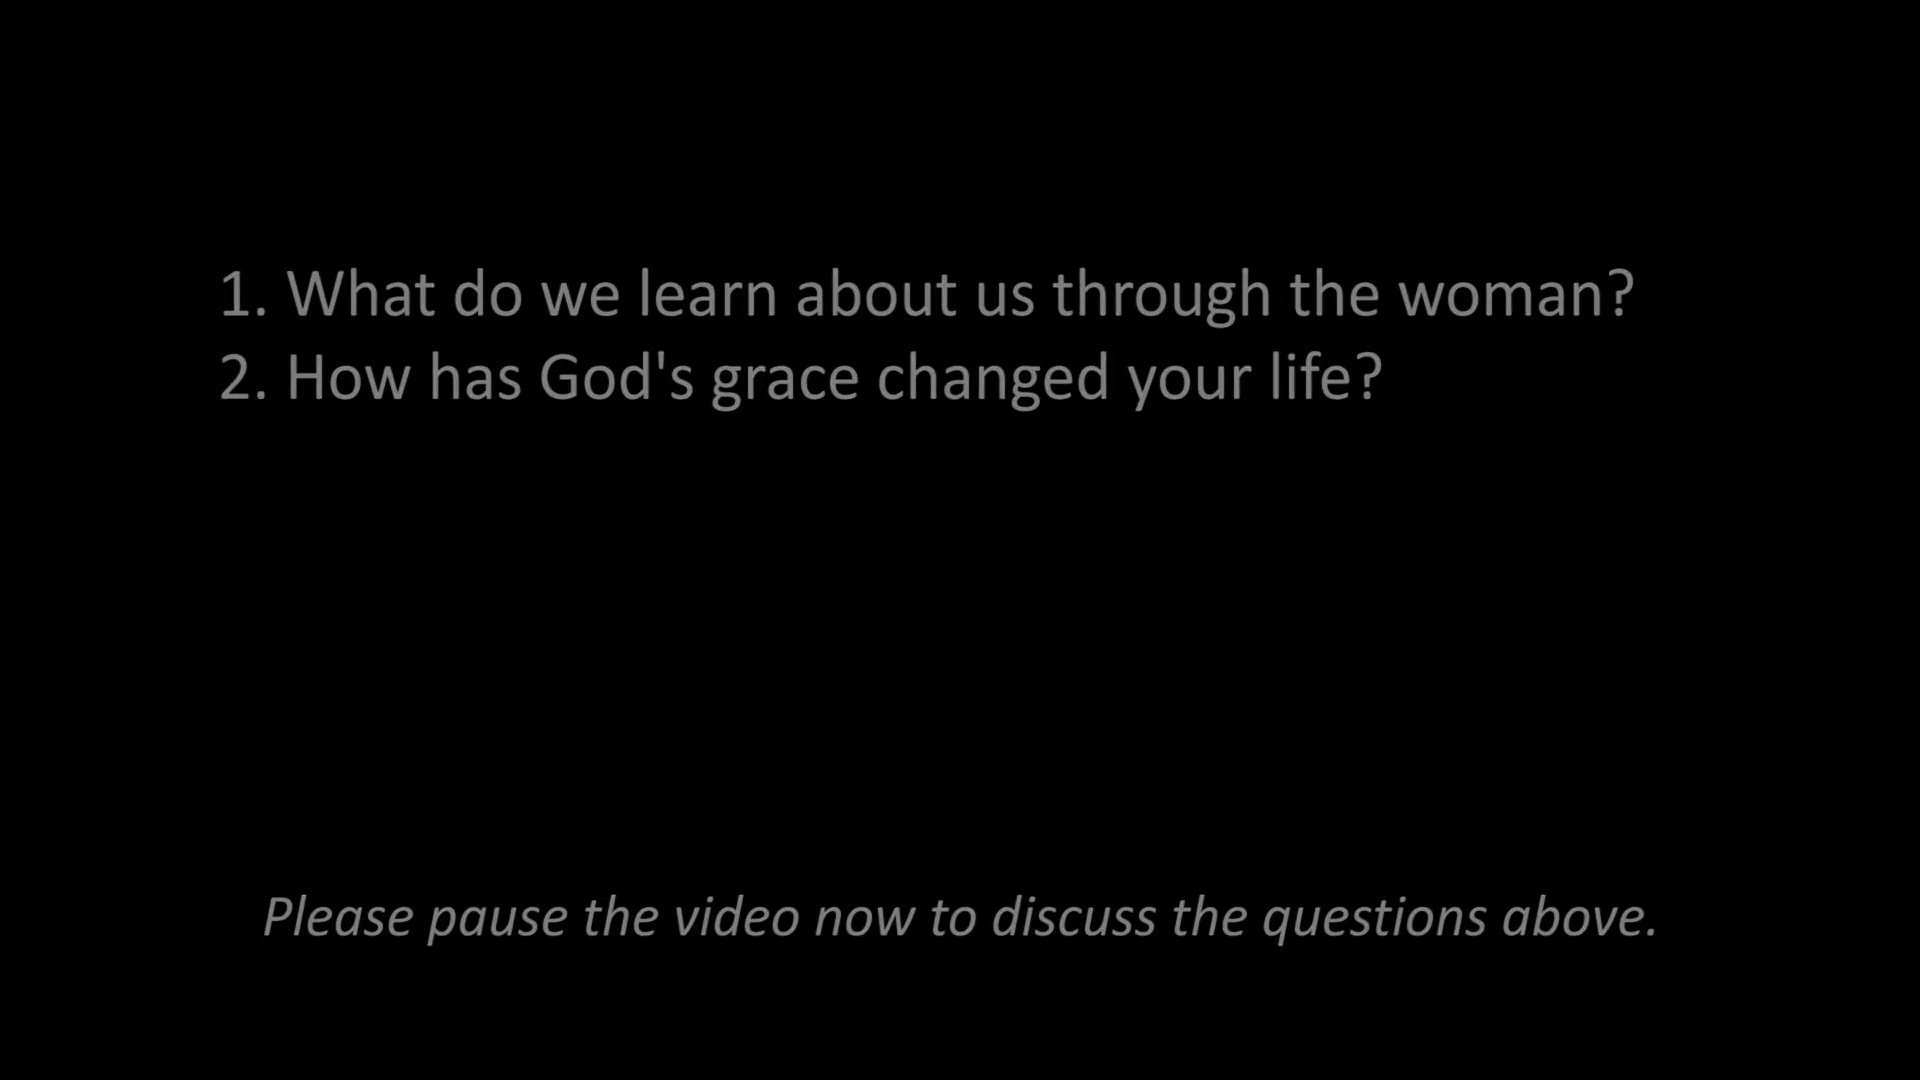 1. What do we learn about us through the woman?
2. How has God's grace changed your life?
Please pause the video now to discuss the questions above.